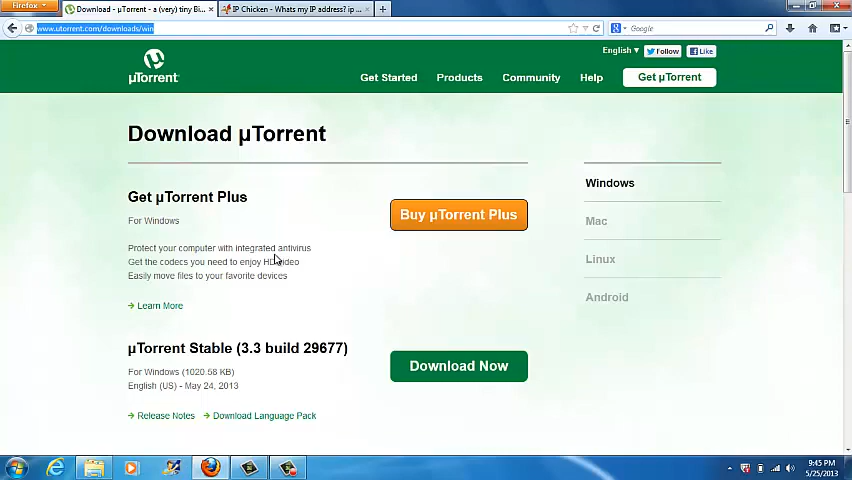 Firefox
Download - µTorrent - a (very) tiny Bi...
IP Chicken - Whats my IP address? ip ...
www.utorrent.com/downloads/win
Google
English
Follow
Like
µTorrent
Get Started
Products
Community
Help
Get µTorrent
Download µTorrent
Get µTorrent Plus
For Windows
Buy µTorrent Plus
Protect your computer with integrated antivirus
Get the codecs you need to enjoy HD video
Easily move files to your favorite devices
Learn More
µTorrent Stable (3.3 build 29677)
For Windows (1020.58 KB)
English (US) - May 24, 2013
Download Now
Release Notes
Download Language Pack
Windows
Mac
Linux
Android
9:45 PM
5/25/2013